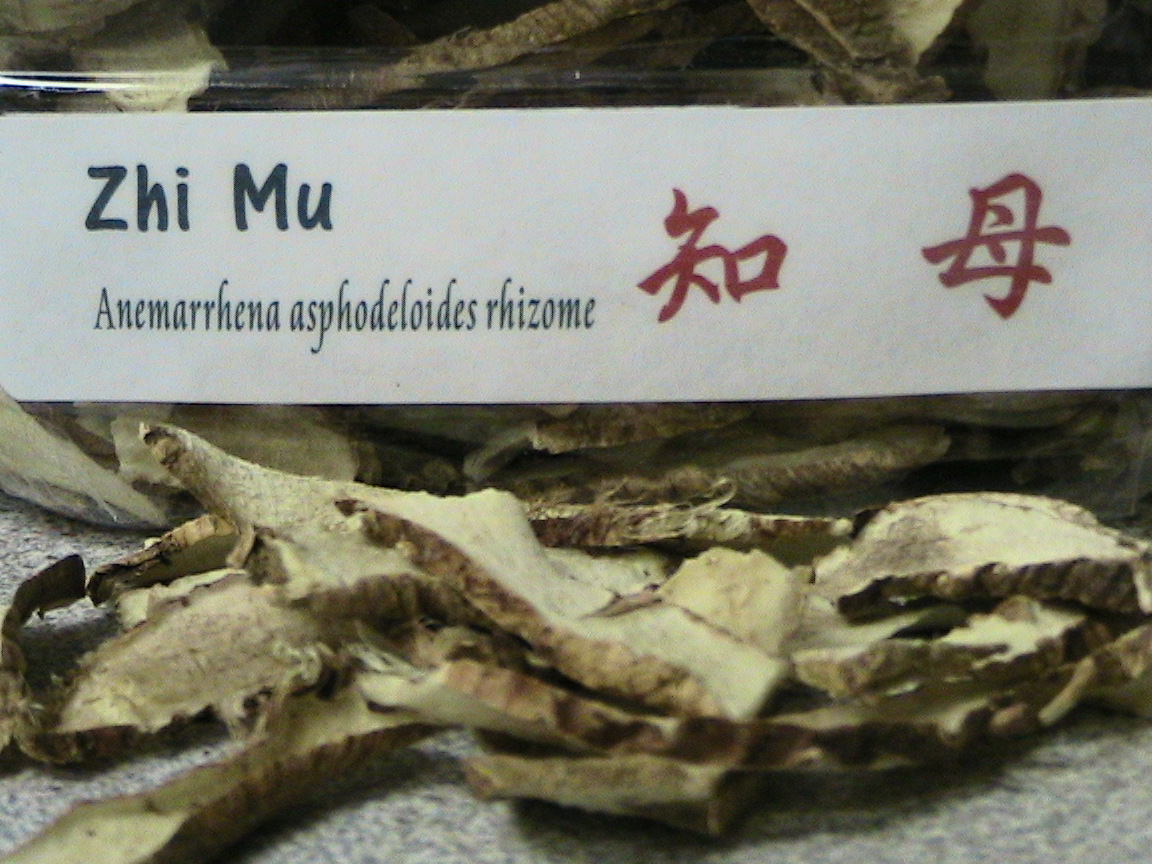 Zhi Mu
Anemarrhena asphodeloides rhizome
知 母